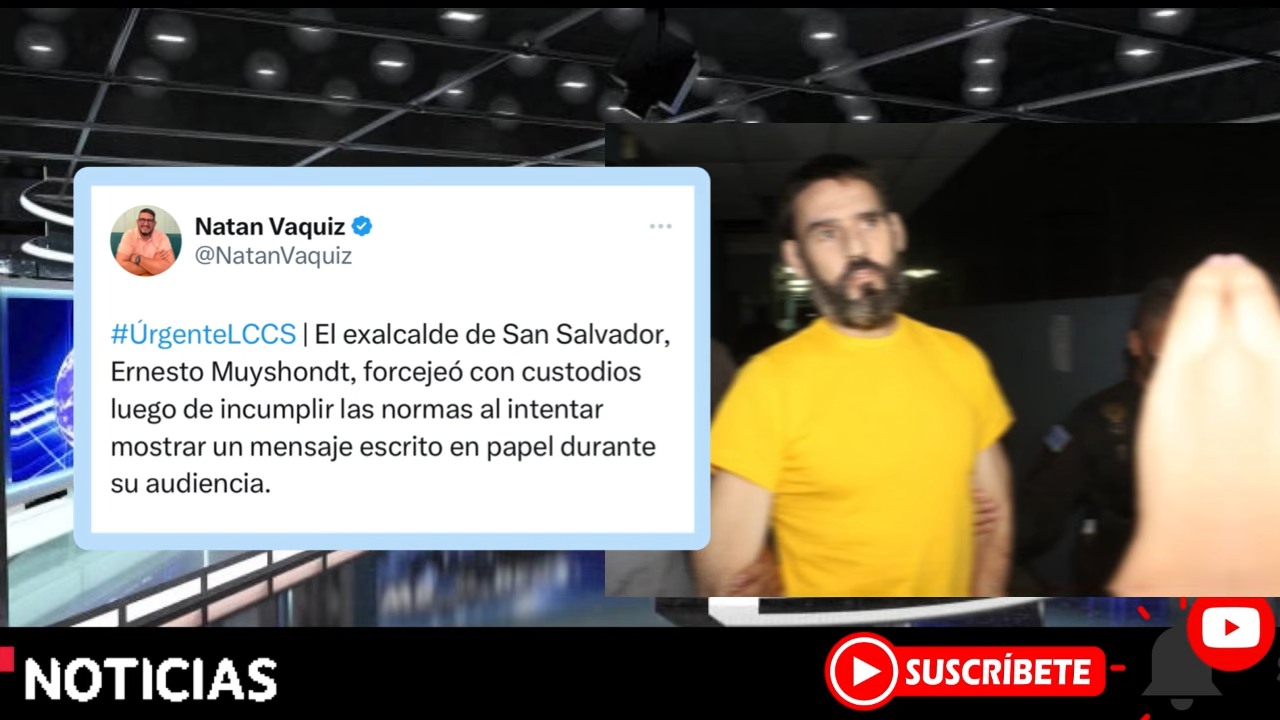 Natan Vaquiz
@NatanVaquiz
#ÚrgenteLCCS | El exalcalde de San Salvador,
Ernesto Muyshondt, forcejeó con custodios
luego de incumplir las normas al intentar
mostrar un mensaje escrito en papel durante
su audiencia.
NOTICIAS
SUSCRÍBETE